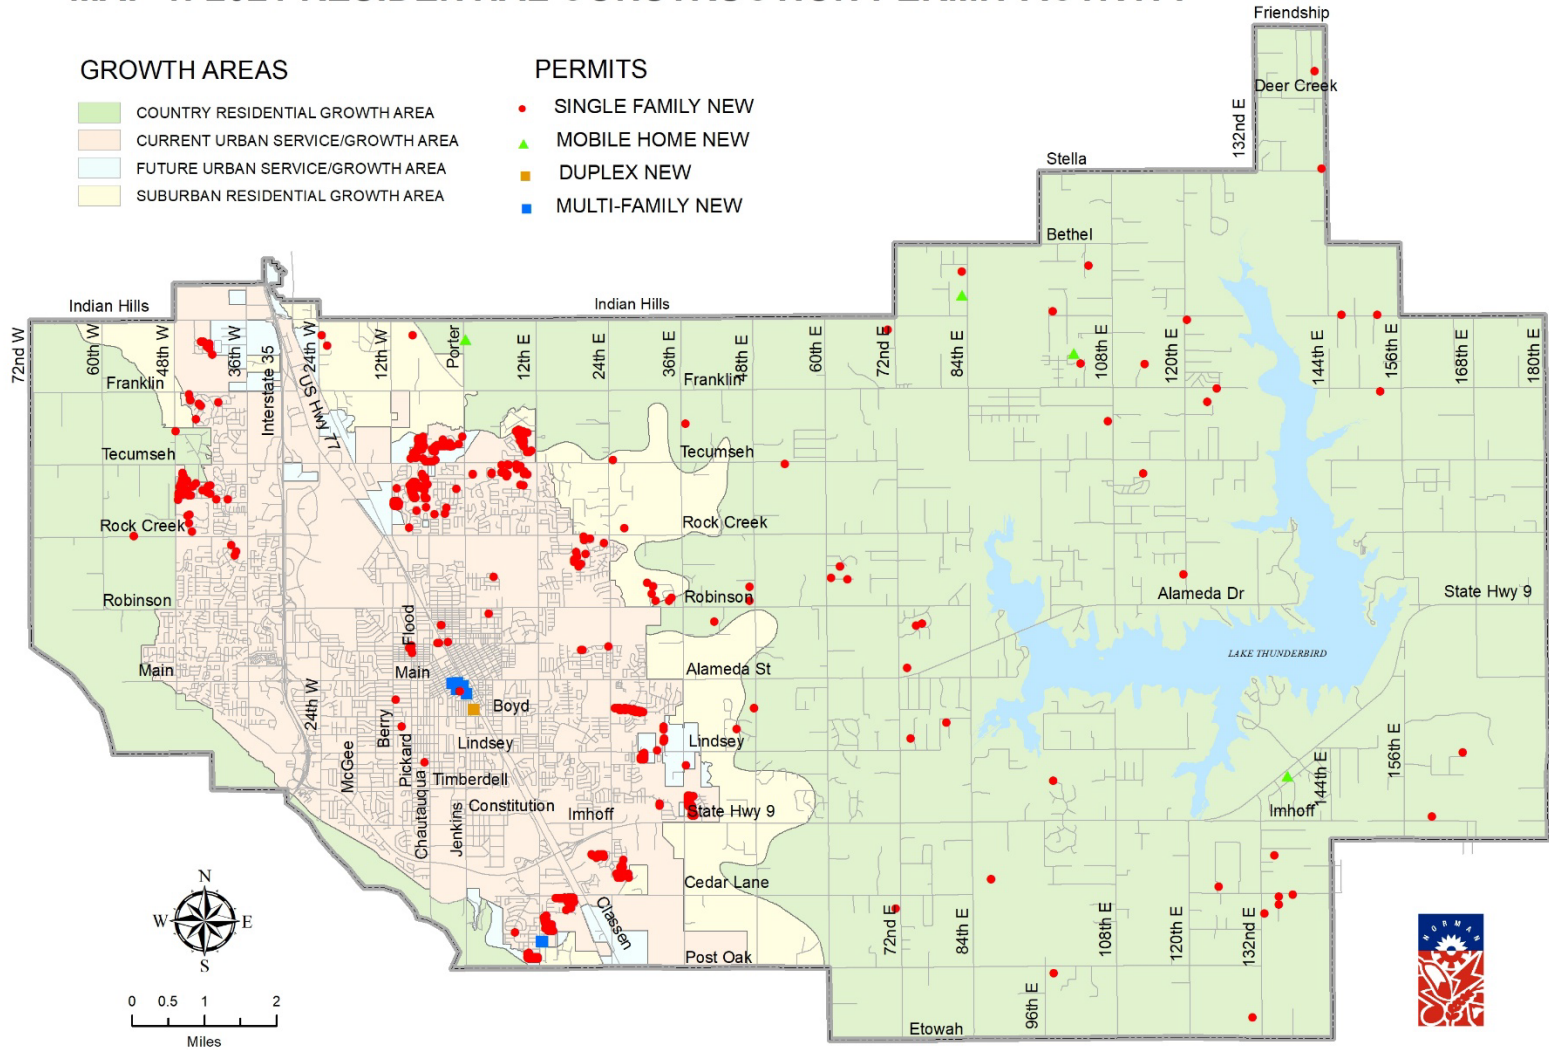 GROWTH AREAS
COUNTRY RESIDENTIAL GROWTH AREA
CURRENT URBAN SERVICE/GROWTH AREA
FUTURE URBAN SERVICE/GROWTH AREA
SUBURBAN RESIDENTIAL GROWTH AREA
PERMITS
SINGLE FAMILY NEW
MOBILE HOME NEW
DUPLEX NEW
MULTI-FAMILY NEW
Friendship
Deer Creek
132nd E
Stella
Bethel
Indian Hills
Indian Hills
72nd W
60th W
48th W
36th W
Interstate 35
24th W
US Hwy 77
12th W
Porter
12th E
24th E
36th E
48th E
60th E
72nd E
84th E
108th E
120th E
144th E
156th E
168th E
180th E
Franklin
Franklin
Tecumseh
Tecumseh
Rock Creek
Rock Creek
Robinson
Robinson
Alameda Dr
State Hwy 9
Flood
Main
Main
Alameda St
LAKE THUNDERBIRD
24th W
Berry
Boyd
Lindsey
Lindsey
McGee
Pickard
Chautauqua
Timberdell
Jenkins
Constitution
Imhoff
State Hwy 9
156th E
144th E
Imhoff
Cedar Lane
Classen
Post Oak
72nd E
84th E
96th E
108th E
120th E
132nd E
Etowah
N
W
E
S
0 0.5 1 2
Miles
NORMAN